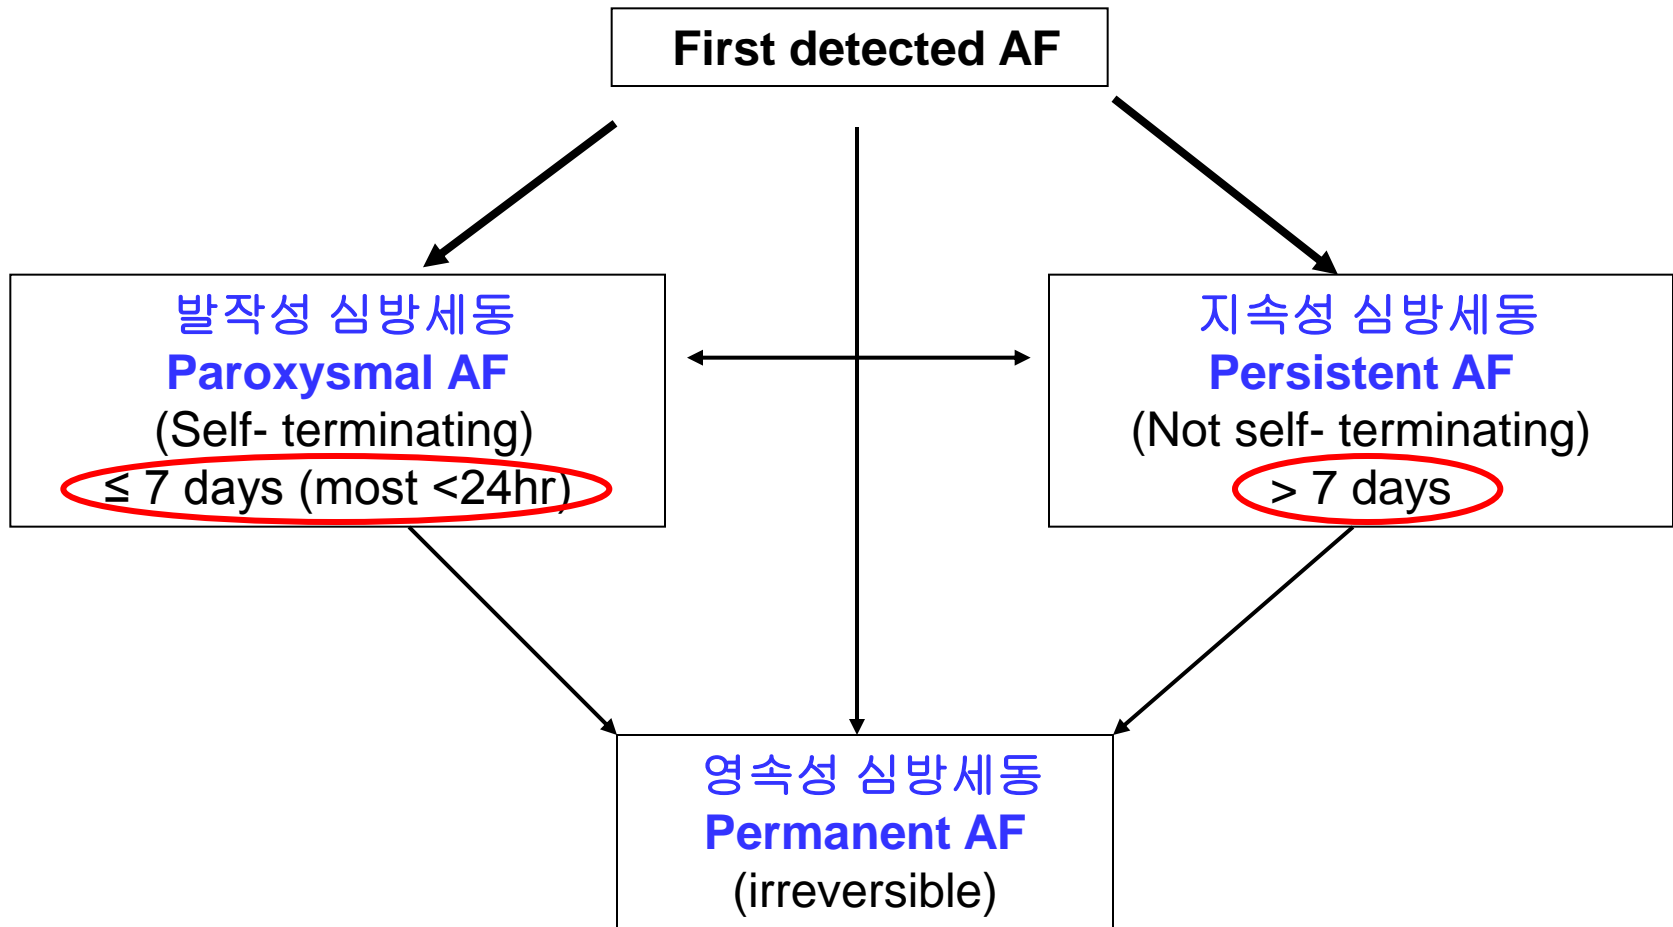 First detected AF
발작성 심방세동
Paroxysmal AF
(Self- terminating)
≤ 7 days (most <24hr)
지속성 심방세동
Persistent AF
(Not self- terminating)
> 7 days
영속성 심방세동
Permanent AF
(irreversible)